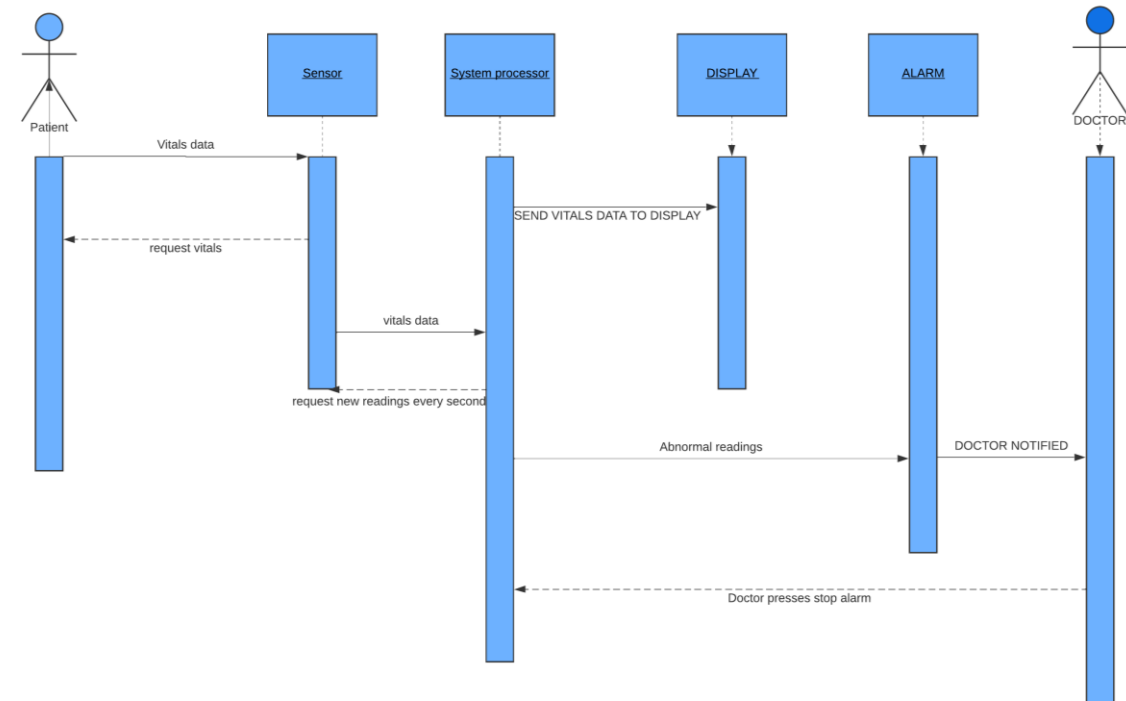 Sensor
System processor
DISPLAY
ALARM
Patient
DOCTOR
Vitals data
SEND VITALS DATA TO DISPLAY
request vitals
vitals data
request new readings every second
Abnormal readings
DOCTOR NOTIFIED
Doctor presses stop alarm